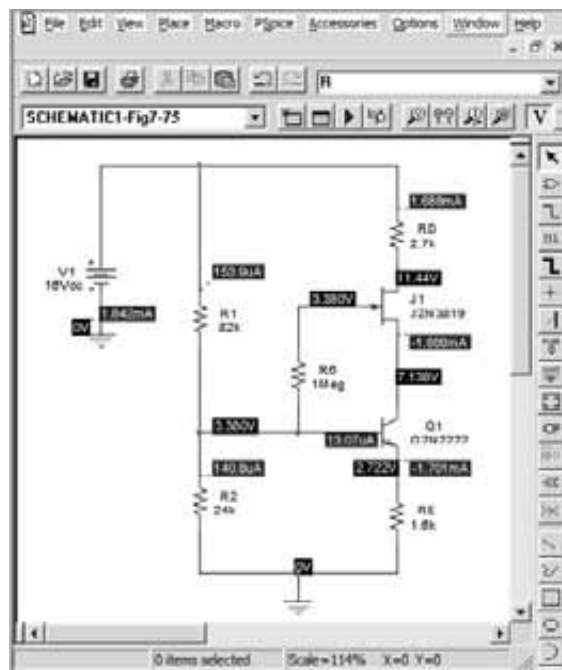 File Edit View Place Macro PSpice Accessories Options Window Help
R
SCHEMATIC1-Fig7-75
V
1.688mA
RD
2.7k
150.9uA
11.44V
V1
16Vdc
3.380V
J1
J2N3819
1.842mA
0V
R1
82k
-1.688mA
R6
1Meg
7.138V
3.380V
Q1
Q2N2222
13.07uA
140.8uA
2.722V
-1.701mA
R2
24k
RE
1.6k
0V
0 items selected Scale=114% X=0 Y=0